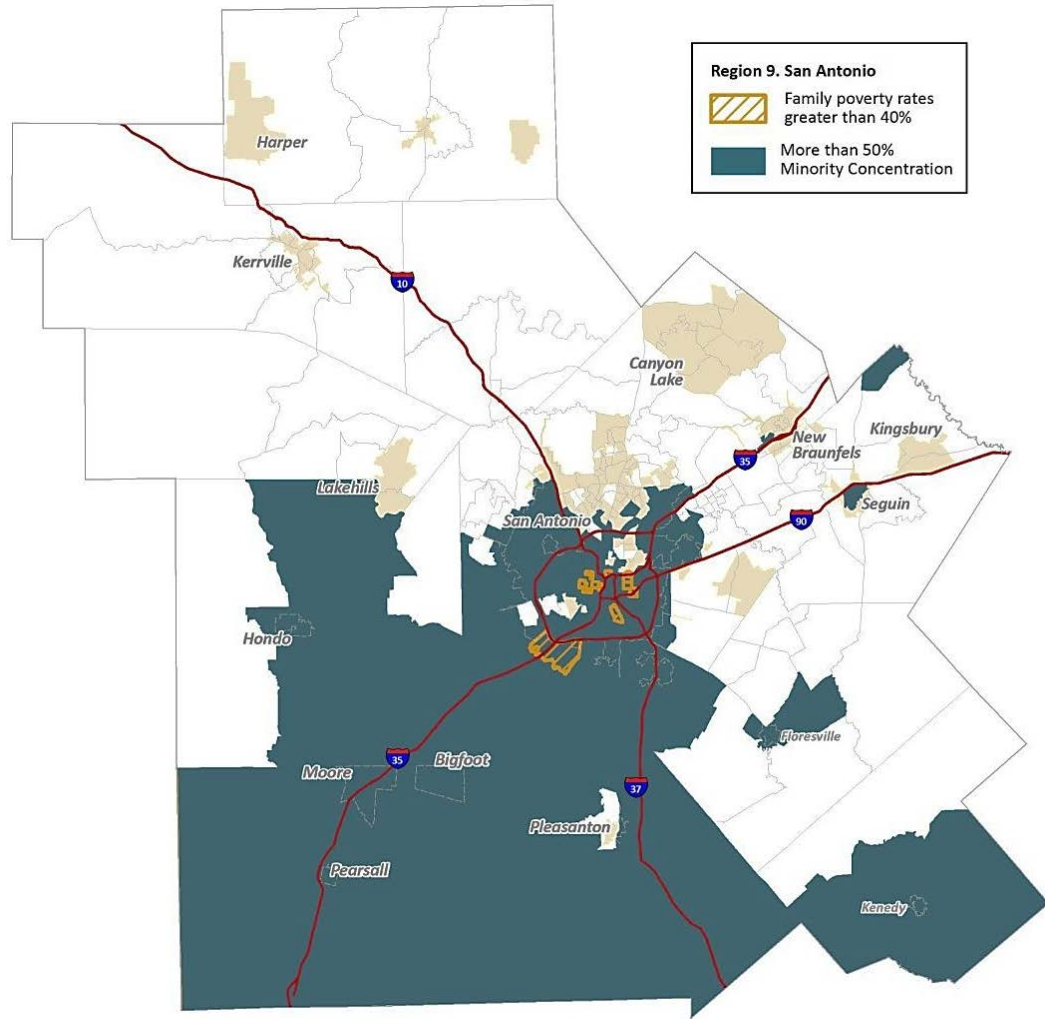 Region 9. San Antonio
Family poverty rates
greater than 40%
More than 50%
Minority Concentration
Harper
Kerrville
10
Canyon
Lake
New
Braunfels
Kingsbury
35
Lakehills
San Antonio
Seguin
90
Hondo
Floresville
35
Moore
Bigfoot
37
Pleasanton
Pearsall
Kenedy